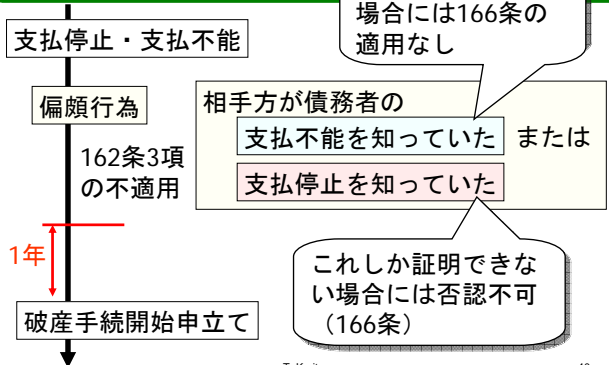 場合には166条の
適用なし
支払停止・支払不能
偏頗行為
相手方が債務者の
支払不能を知っていた または
支払停止を知っていた
162条3項
の不適用
1年
これしか証明できな
い場合には否認不可
(166条)
破産手続開始申立て